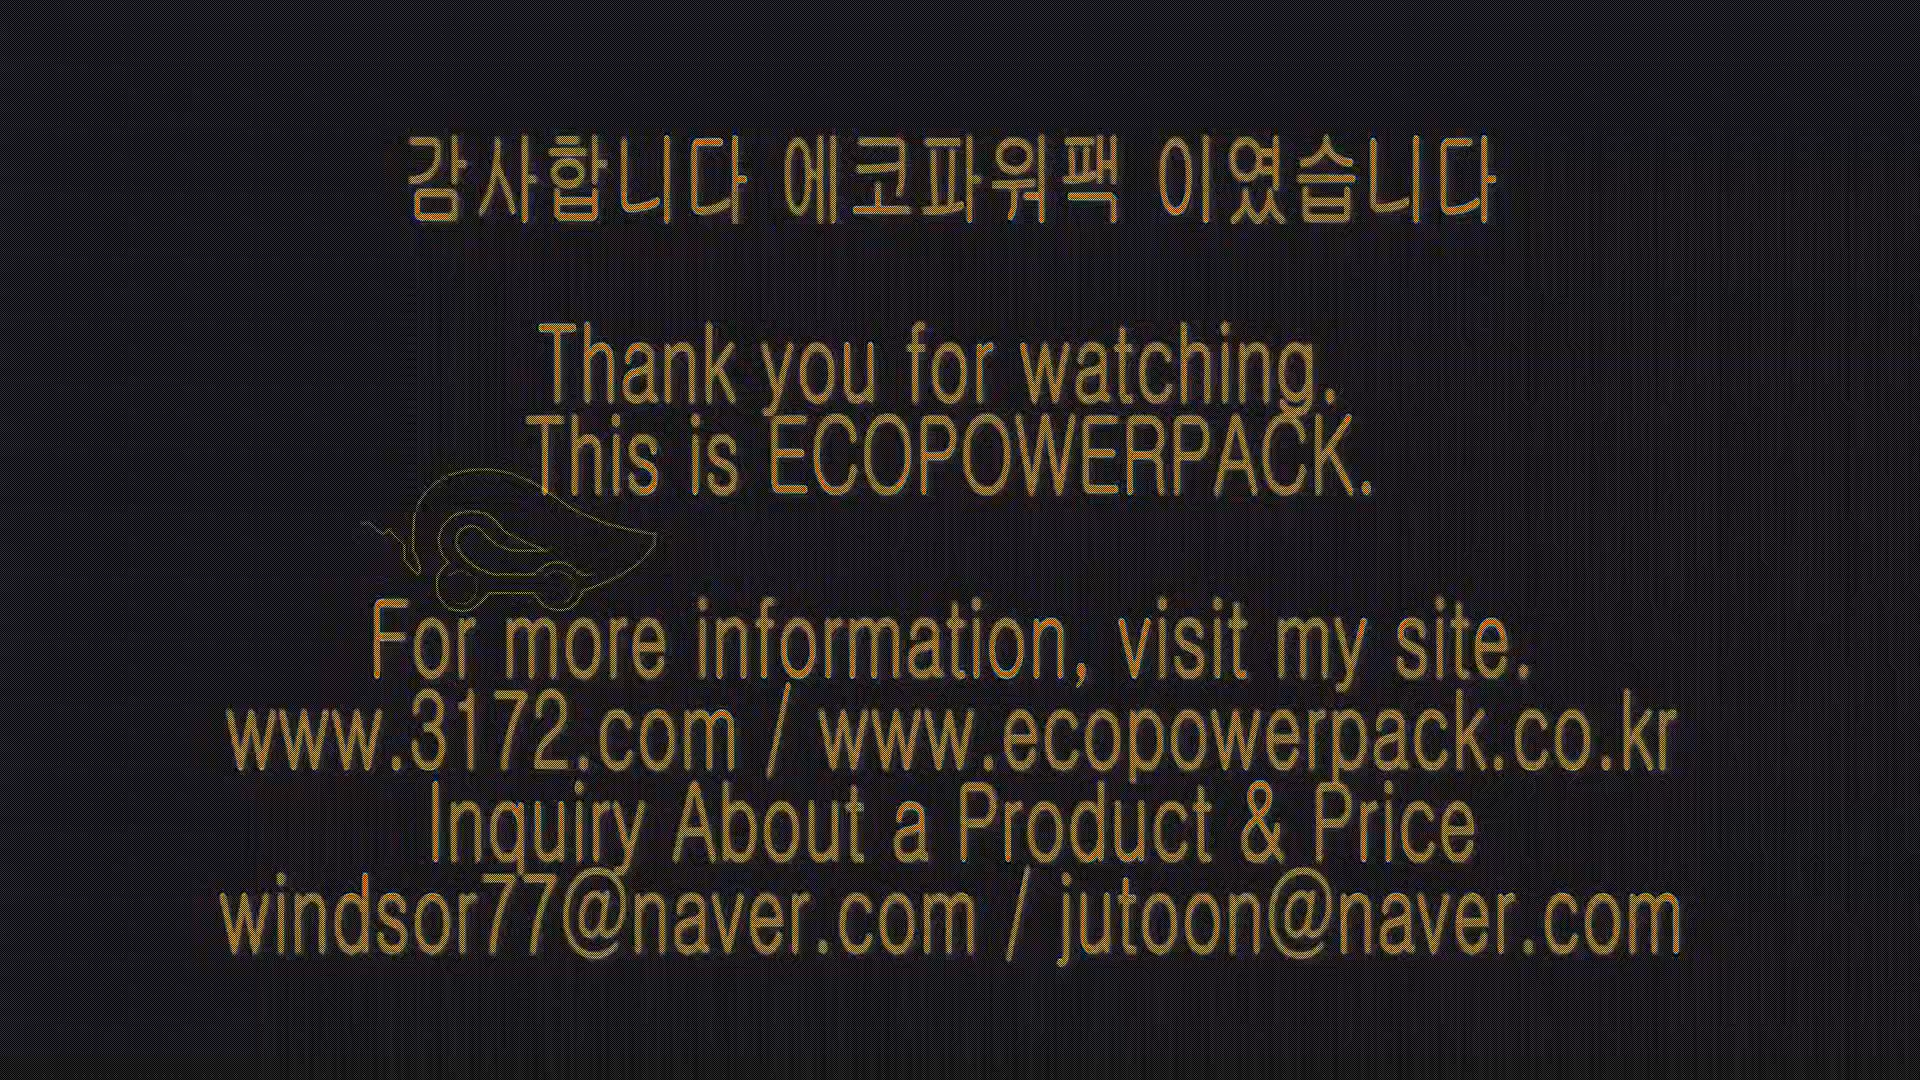 감사합니다 에코파워팩 이였습니다
Thank you for watching.
This is ECOPOWERPACK.
For more information, visit my site.
www.3172.com / www.ecopowerpack.co.kr
Inquiry About a Product & Price
windsor77@naver.com / jutoon@naver.com